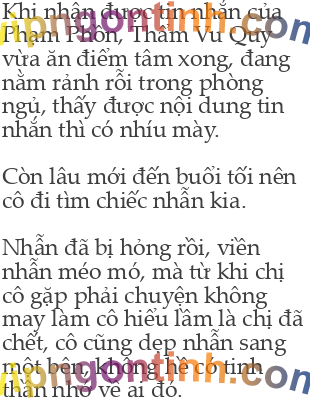 Khi nhận được tin nhắn của
Phạm Phồn, Thẩm Vu Quy
vừa ăn điểm tâm xong, đang
nằm rảnh rỗi trong phòng
ngủ, thấy được nội dung tin
nhắn thì có nhíu mày.
Còn lâu mới đến buổi tối nên
cô đi tìm chiếc nhẫn kia.
Nhẫn đã bị hỏng rồi, viền
nhẫn méo mó, mà từ khi chị
cô gặp phải chuyện không
may làm cô hiểu lầm là chị đã
chết, cô cũng dẹp nhẫn sang
một bên, không hề có tinh
thần nhớ về ai đó.
vipngontinh.com
vipngontinh.com